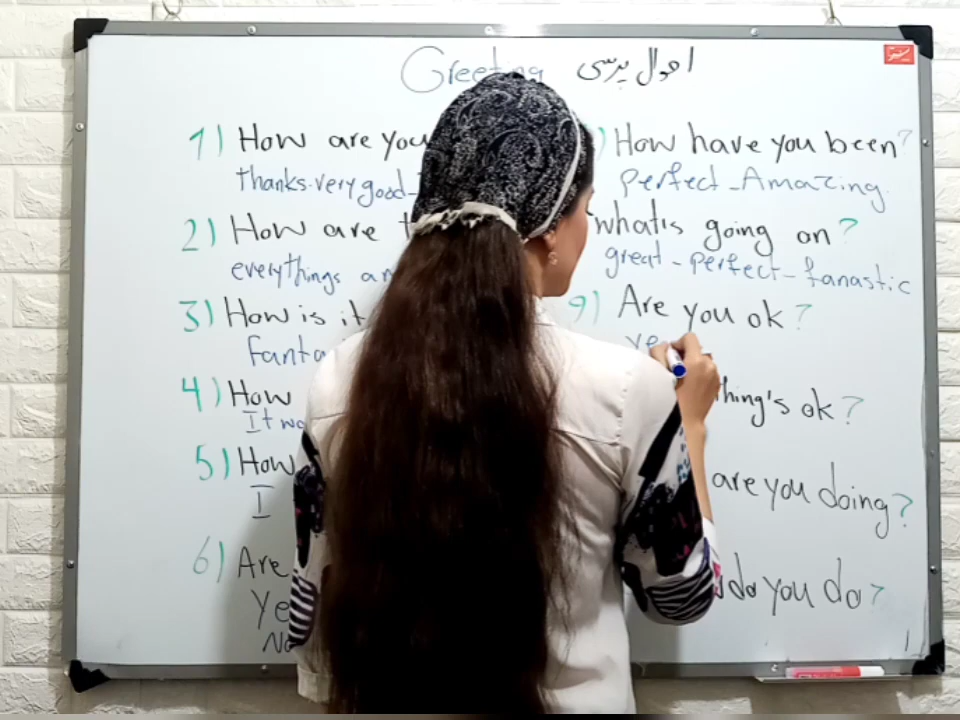 Greeting احوال پرسی
1) How are you
thanks. very good -
2) How are
everythings
3) How is it
fanta
4) How
It wa
5) How
I
6) Are
Ye
No
) How have you been?
perfect - Amazing
what's going on?
great - perfect - fanastic
9) Are you ok?
ye
thing's ok?
are you doing?
do you do?